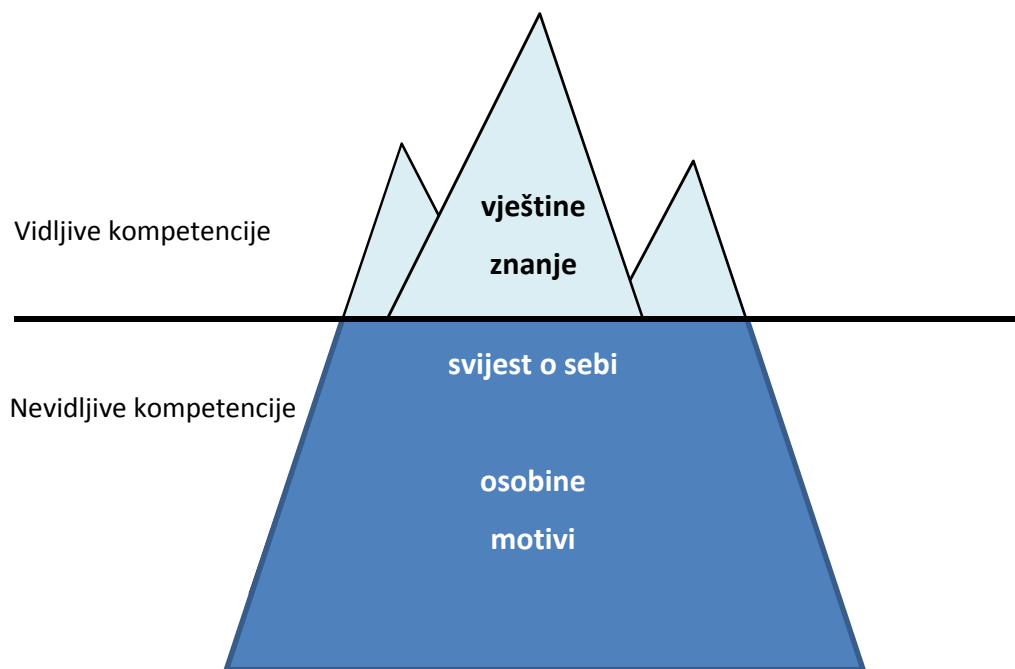 vještine
Vidljive kompetencije
znanje
svijest o sebi
Nevidljive kompetencije
osobine
motivi